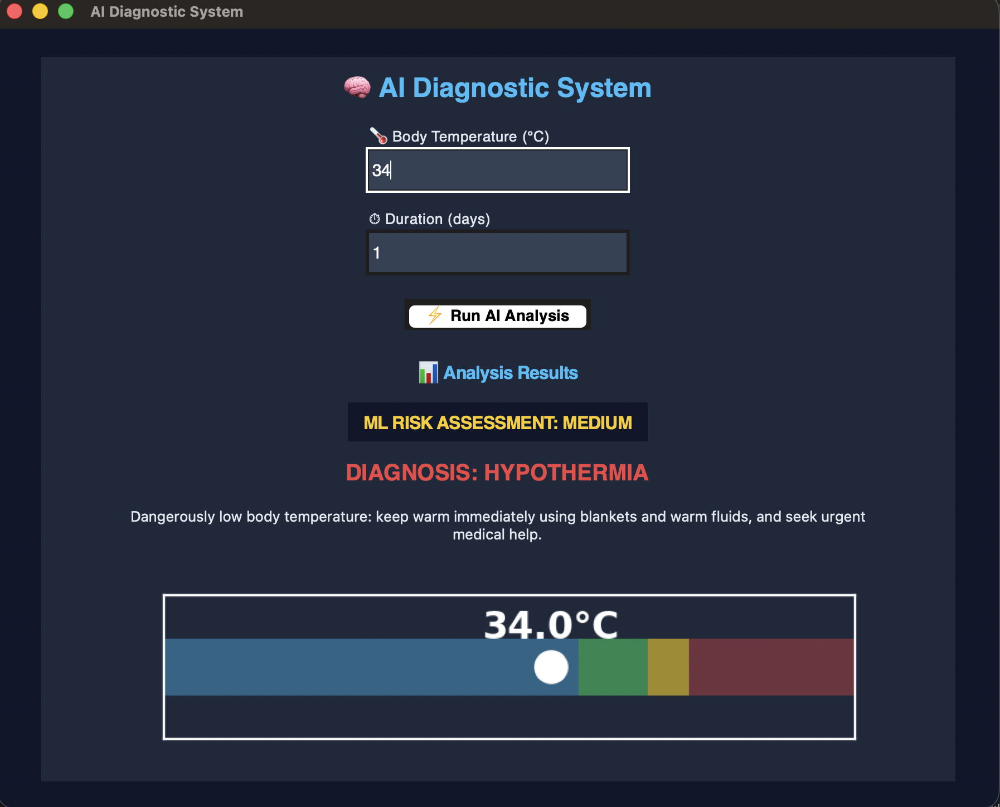 AI Diagnostic System
🧠 AI Diagnostic System
🌡️ Body Temperature (°C)
34
⏱ Duration (days)
1
⚡ Run AI Analysis
📊 Analysis Results
ML RISK ASSESSMENT: MEDIUM
DIAGNOSIS: HYPOTHERMIA
Dangerously low body temperature: keep warm immediately using blankets and warm fluids, and seek urgent
medical help.
34.0°C